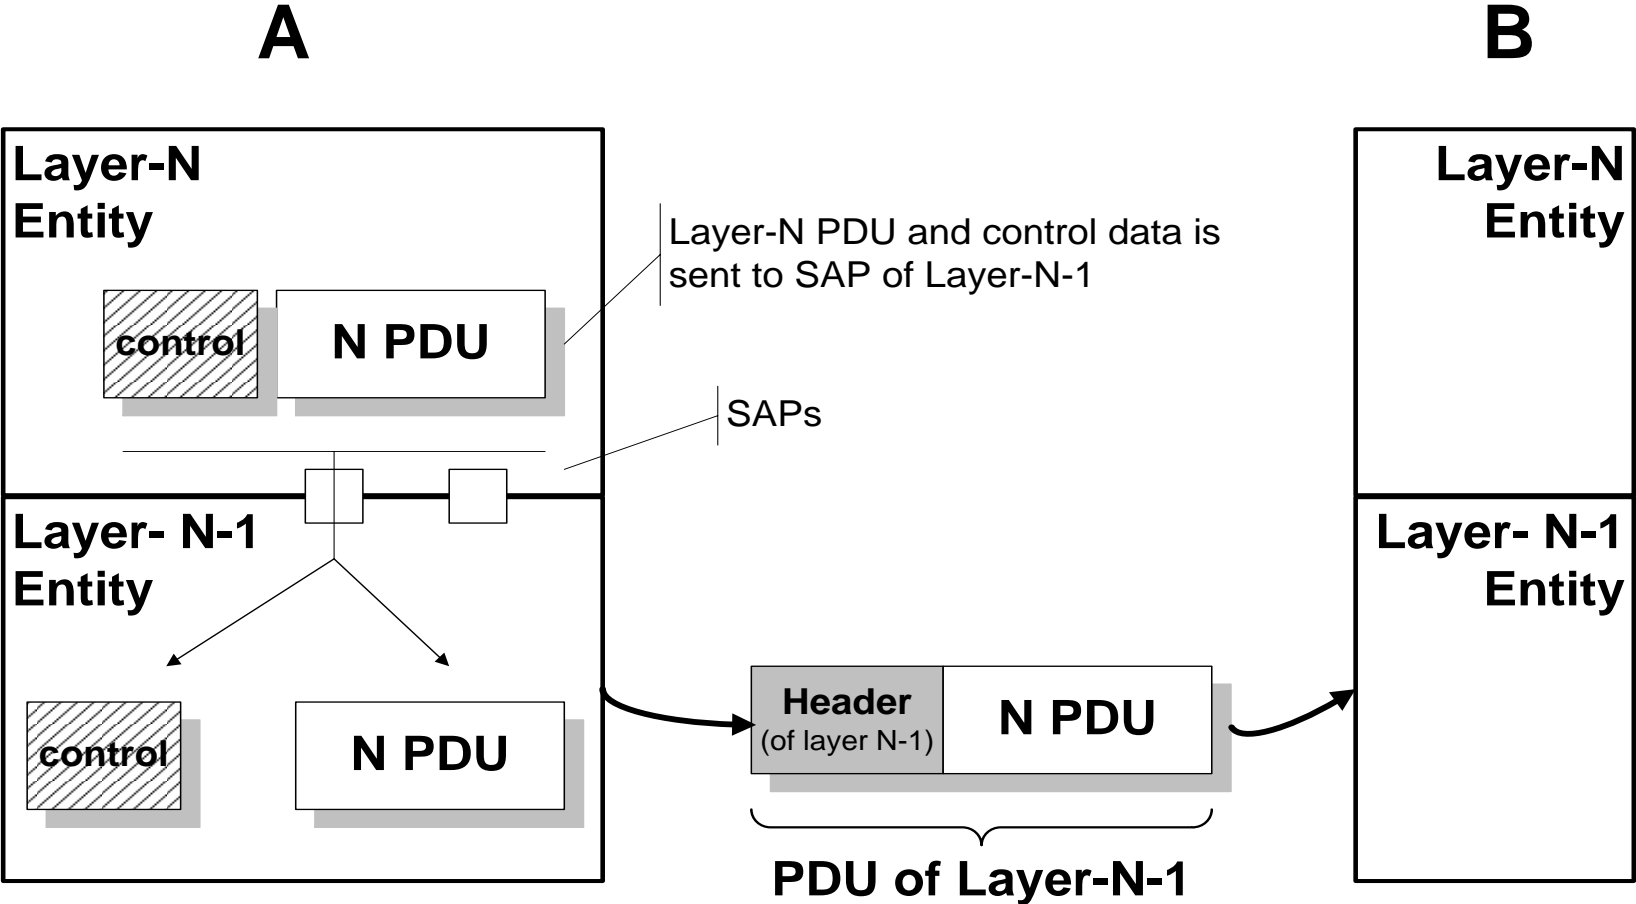 A
B
Layer-N
Entity
control
N PDU
Layer-N PDU and control data is
sent to SAP of Layer-N-1
SAPs
Layer- N-1
Entity
control
N PDU
Header
(of layer N-1)
N PDU
PDU of Layer-N-1
Layer-N
Entity
Layer- N-1
Entity